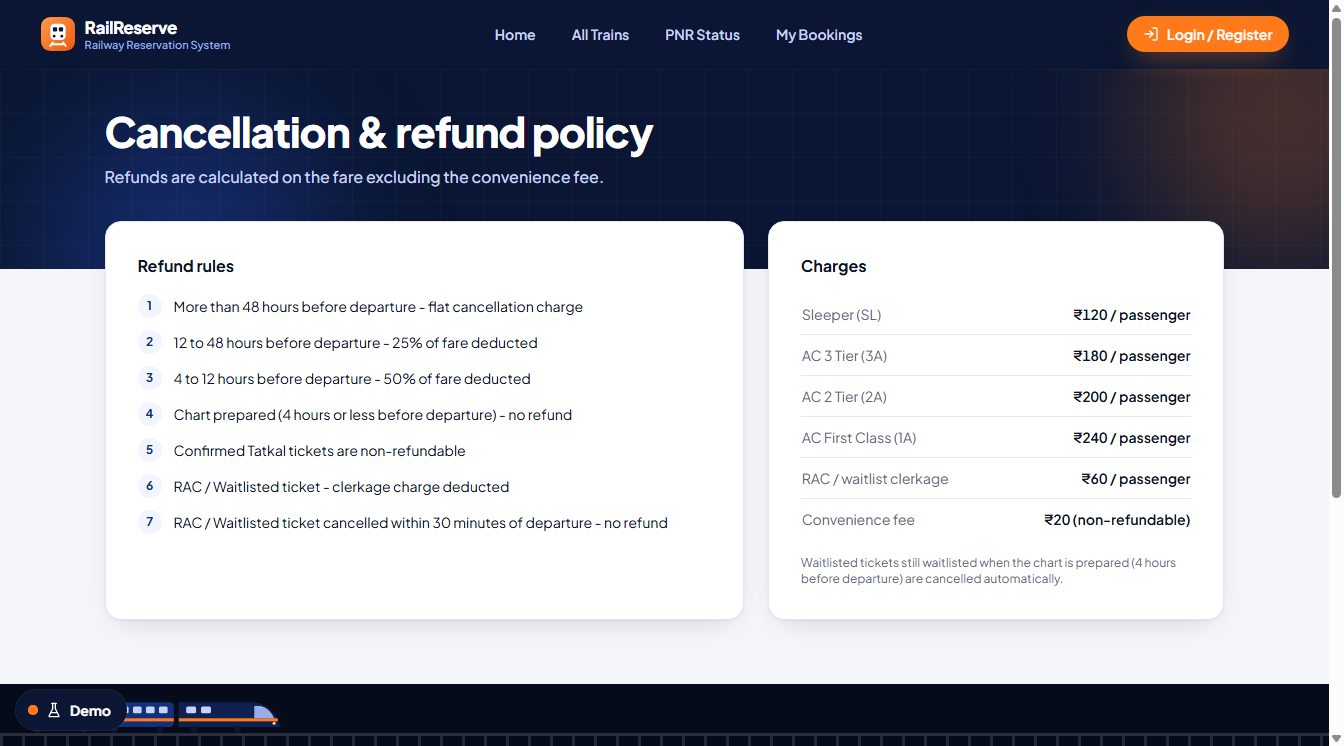 RailReserve
Railway Reservation System
Home
All Trains
PNR Status
My Bookings
Login / Register
Cancellation & refund policy
Refunds are calculated on the fare excluding the convenience fee.
Refund rules
1 More than 48 hours before departure - flat cancellation charge
2 12 to 48 hours before departure - 25% of fare deducted
3 4 to 12 hours before departure - 50% of fare deducted
4 Chart prepared (4 hours or less before departure) - no refund
5 Confirmed Tatkal tickets are non-refundable
6 RAC / Waitlisted ticket - clerkage charge deducted
7 RAC / Waitlisted ticket cancelled within 30 minutes of departure - no refund
Charges
Sleeper (SL) ₹120 / passenger
AC 3 Tier (3A) ₹180 / passenger
AC 2 Tier (2A) ₹200 / passenger
AC First Class (1A) ₹240 / passenger
RAC / waitlist clerkage ₹60 / passenger
Convenience fee ₹20 (non-refundable)
Waitlisted tickets still waitlisted when the chart is prepared (4 hours
before departure) are cancelled automatically.
Demo